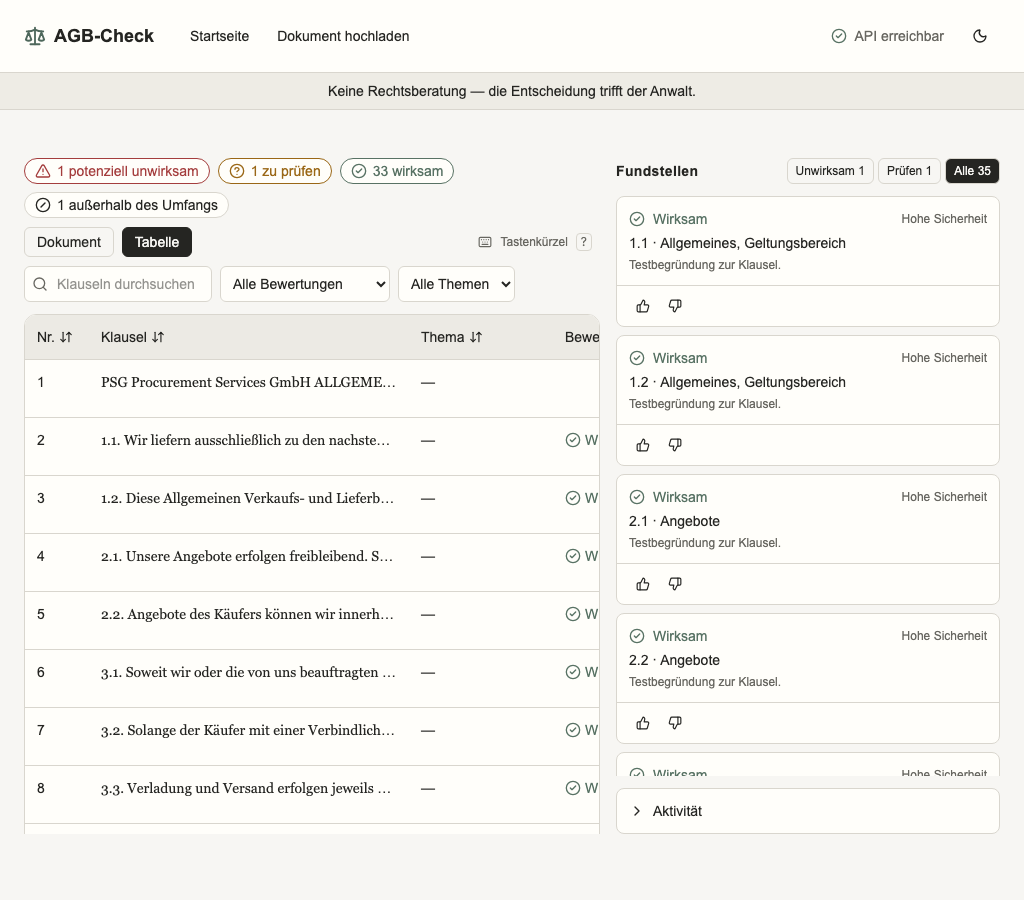 AGB-Check
Startseite
Dokument hochladen
API erreichbar
Keine Rechtsberatung — die Entscheidung trifft der Anwalt.
1 potenziell unwirksam
1 zu prüfen
33 wirksam
1 außerhalb des Umfangs
Dokument
Tabelle
Tastenkürzel ?
Klauseln durchsuchen
Alle Bewertungen
Alle Themen
Nr. Klausel Thema Bewe
1 PSG Procurement Services GmbH ALLGEME… —
2 1.1. Wir liefern ausschließlich zu den nachste… — W
3 1.2. Diese Allgemeinen Verkaufs- und Lieferb… — W
4 2.1. Unsere Angebote erfolgen freibleibend. S… — W
5 2.2. Angebote des Käufers können wir innerh… — W
6 3.1. Soweit wir oder die von uns beauftragten … — W
7 3.2. Solange der Käufer mit einer Verbindlich… — W
8 3.3. Verladung und Versand erfolgen jeweils … — W
Fundstellen
Unwirksam 1
Prüfen 1
Alle 35
Wirksam Hohe Sicherheit
1.1 · Allgemeines, Geltungsbereich
Testbegründung zur Klausel.
Wirksam Hohe Sicherheit
1.2 · Allgemeines, Geltungsbereich
Testbegründung zur Klausel.
Wirksam Hohe Sicherheit
2.1 · Angebote
Testbegründung zur Klausel.
Wirksam Hohe Sicherheit
2.2 · Angebote
Testbegründung zur Klausel.
Wirksam Hohe Sicherheit
Aktivität